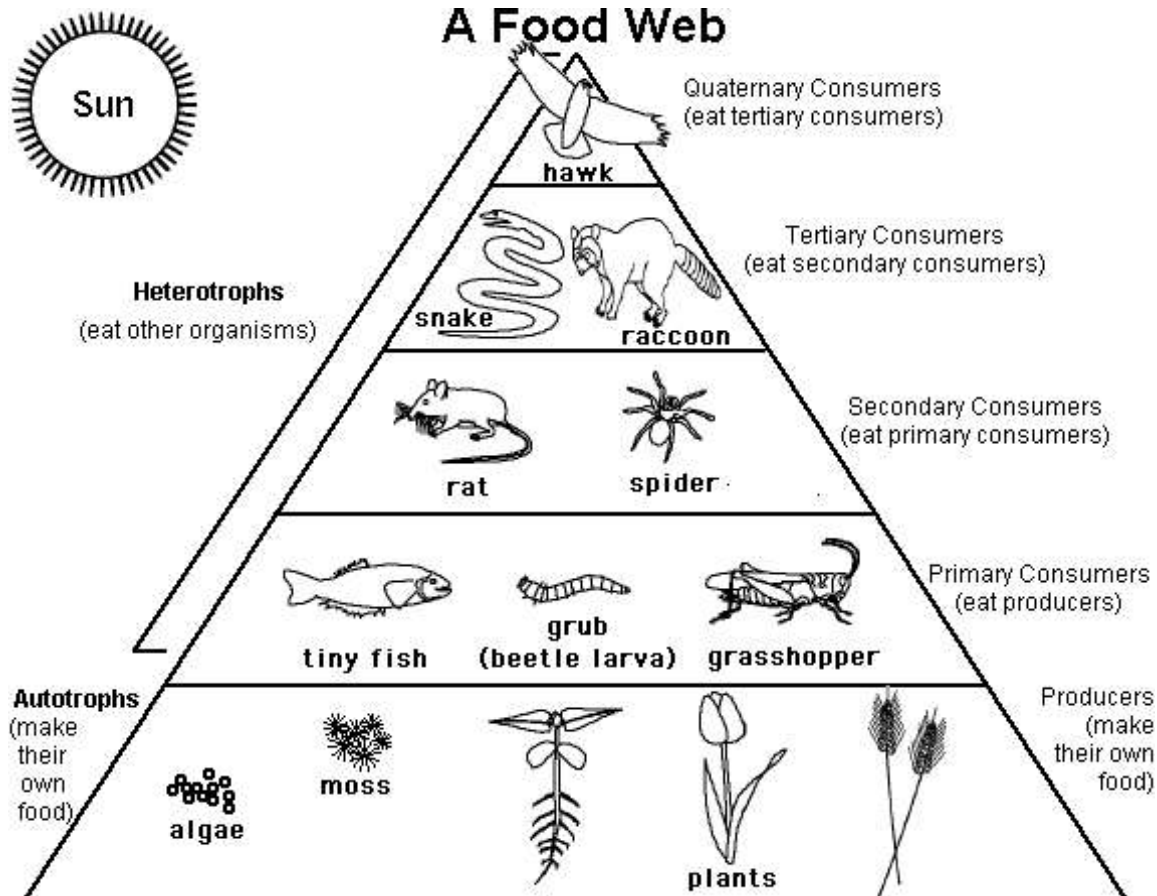 A Food Web
Sun
Quaternary Consumers
(eat tertiary consumers)
hawk
Tertiary Consumers
(eat secondary consumers)
Heterotrophs
(eat other organisms)
snake
raccoon
Secondary Consumers
(eat primary consumers)
rat
spider
Primary Consumers
(eat producers)
tiny fish
grub
(beetle larva)
grasshopper
Autotrophs
(make
their
own
food)
Producers
(make
their own
food)
algae
moss
plants